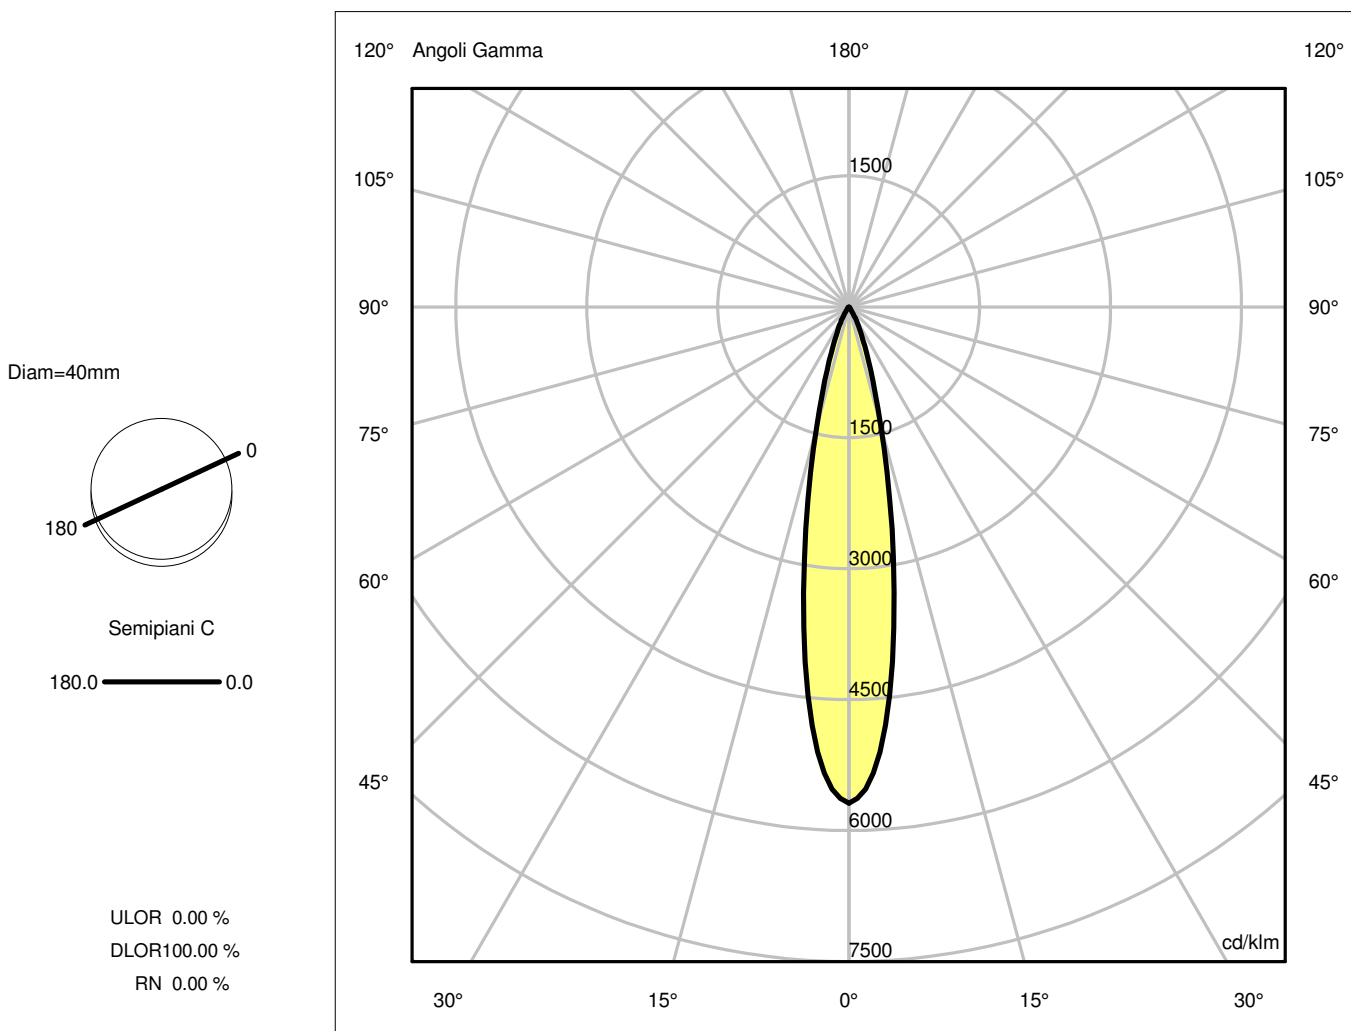 120° Angoli Gamma 180° 120°
1500
105° 105°
90° 90°
Diam=40mm
1500
75° 75°
0
180
3000
60° 60°
Semipiani C
180.0 0.0
4500
45° 45°
6000
ULOR 0.00 %
DLOR100.00 %
cd/klm
7500
RN 0.00 %
30° 15° 0° 15° 30°